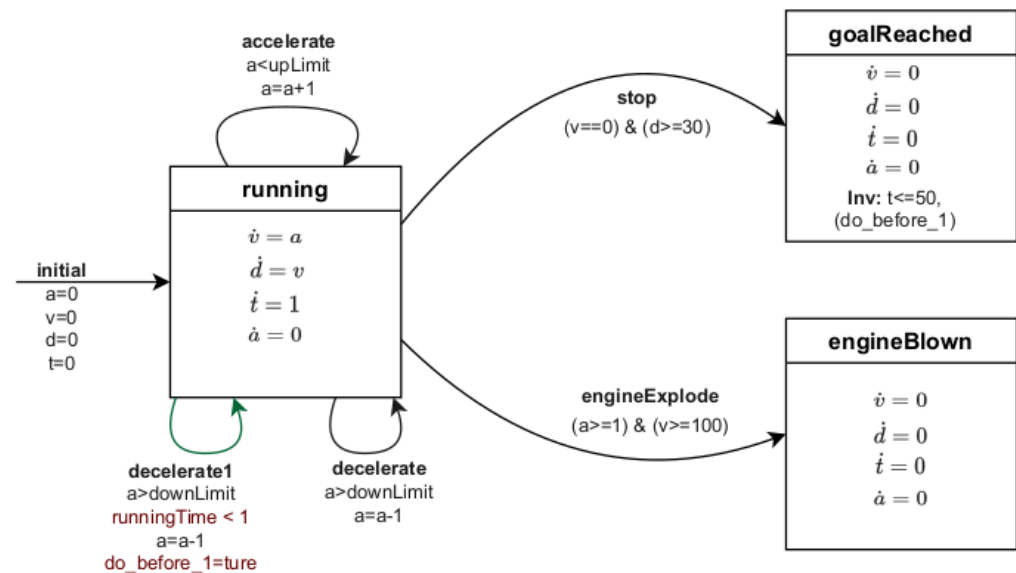 accelerate
a<upLimit
a=a+1
running
v̇ = a
ḋ = v
ṫ = 1
ȧ = 0
initial
a=0
v=0
d=0
t=0
decelerate1
a>downLimit
runningTime < 1
a=a-1
do_before_1=ture
decelerate
a>downLimit
a=a-1
stop
(v==0) & (d>=30)
goalReached
v̇ = 0
ḋ = 0
ṫ = 0
ȧ = 0
Inv: t<=50,
(do_before_1)
engineExplode
(a>=1) & (v>=100)
engineBlown
v̇ = 0
ḋ = 0
ṫ = 0
ȧ = 0